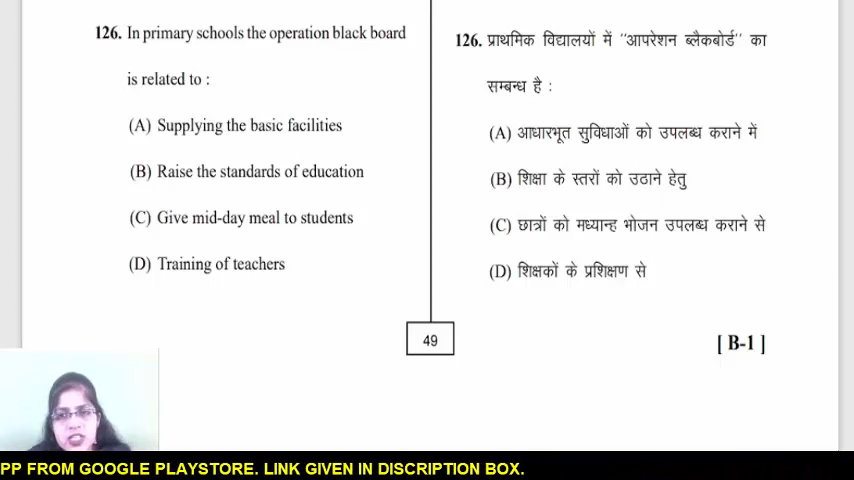 126. In primary schools the operation black board
is related to :
(A) Supplying the basic facilities
(B) Raise the standards of education
(C) Give mid-day meal to students
(D) Training of teachers
126. प्राथमिक विद्यालयों में "आपरेशन ब्लैकबोर्ड" का
सम्बन्ध है :
(A) आधारभूत सुविधाओं को उपलब्ध कराने में
(B) शिक्षा के स्तरों को उठाने हेतु
(C) छात्रों को मध्यान्ह भोजन उपलब्ध कराने से
(D) शिक्षकों के प्रशिक्षण से
49
[ B-1 ]
PP FROM GOOGLE PLAYSTORE. LINK GIVEN IN DISCRIPTION BOX.